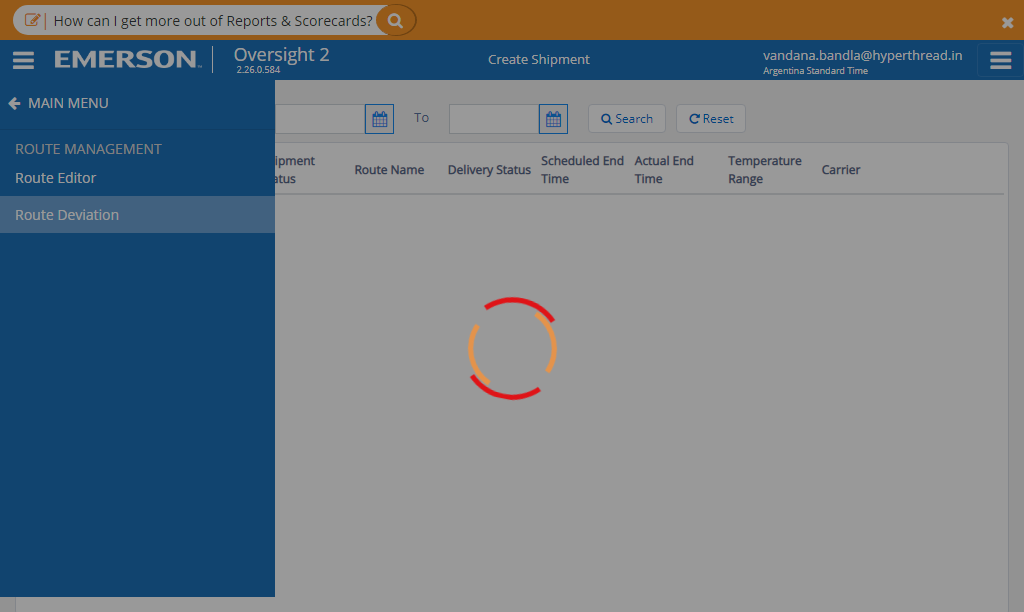 How can I get more out of Reports & Scorecards?
EMERSON™
Oversight 2
2.26.0.584
Create Shipment
vandana.bandla@hyperthread.in
Argentina Standard Time
MAIN MENU
To
Search
Reset
ROUTE MANAGEMENT
Route Editor
Route Deviation
ipment
atus
Route Name
Delivery Status
Scheduled End
Time
Actual End
Time
Temperature
Range
Carrier